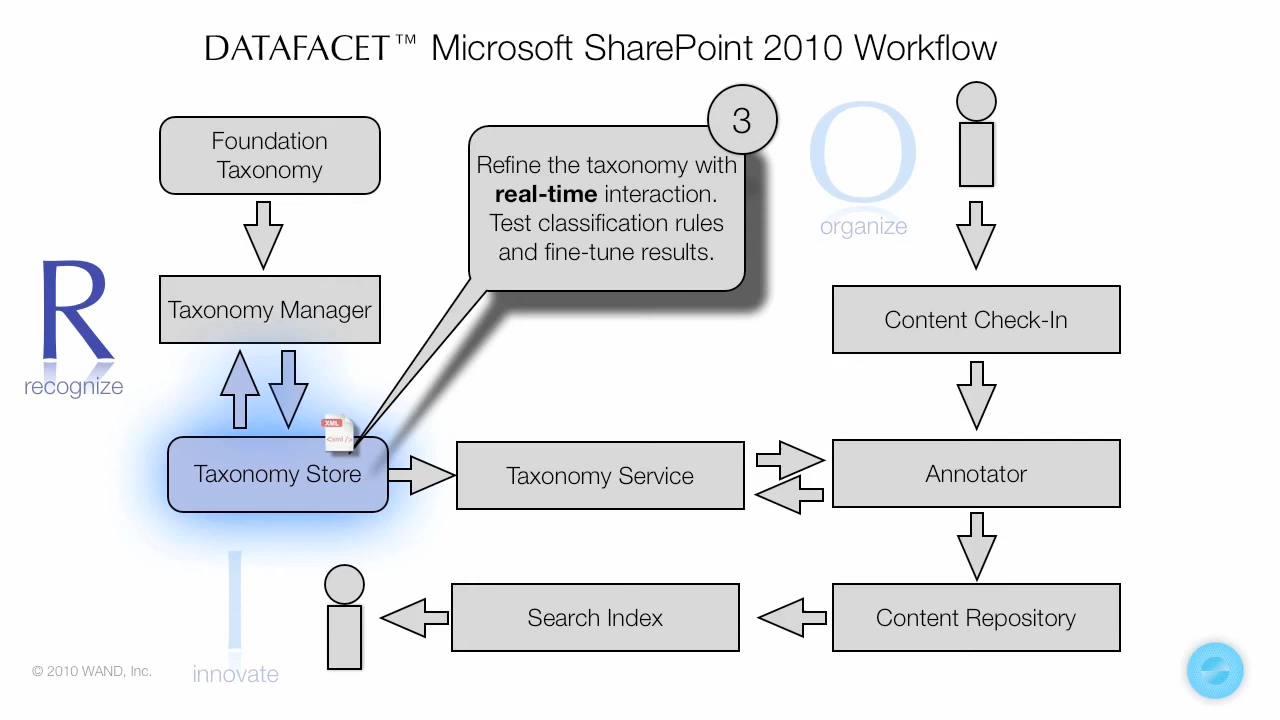 DATAFACET™ Microsoft SharePoint 2010 Workflow
Foundation
Taxonomy
3
Refine the taxonomy with
real-time interaction.
Test classification rules
and fine-tune results.
O
organize
R
recognize
Taxonomy Manager
Content Check-In
XML
<xml />
Taxonomy Store
Taxonomy Service
Annotator
I
innovate
Search Index
Content Repository
© 2010 WAND, Inc.